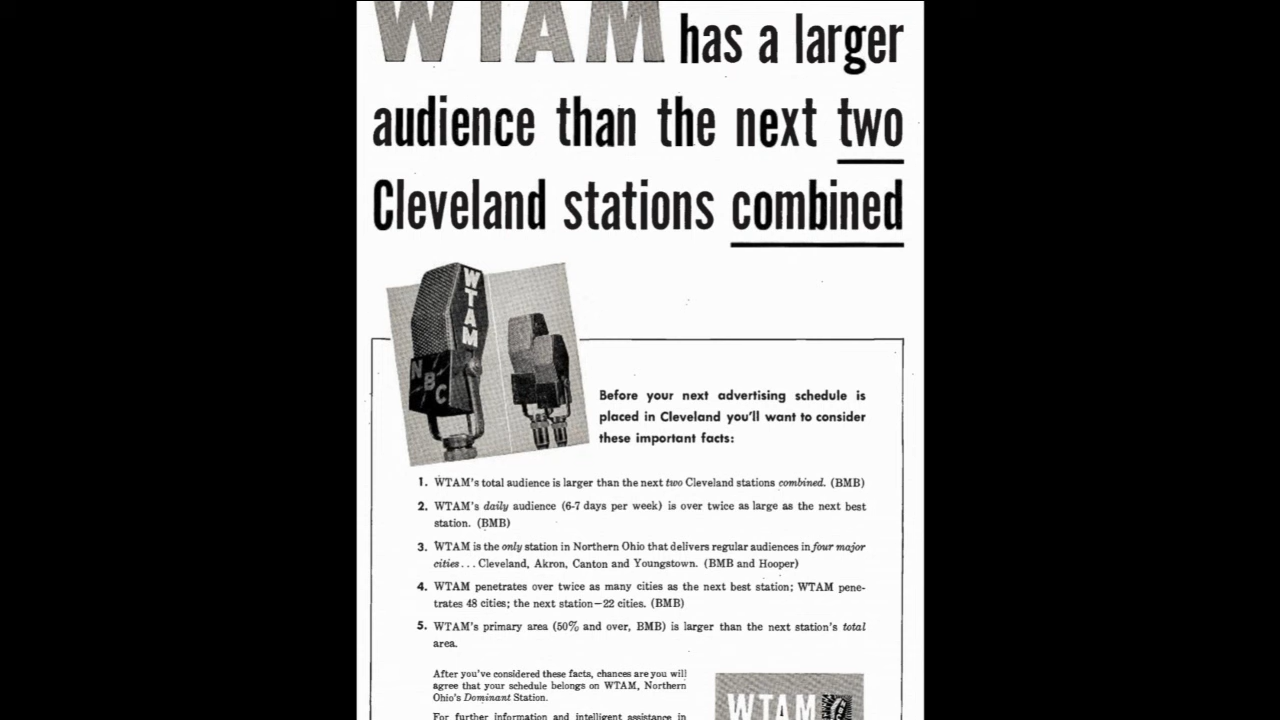 WTAM has a larger
audience than the next two
Cleveland stations combined
WTAM
NBC
Before your next advertising schedule is
placed in Cleveland you'll want to consider
these important facts:
1. WTAM's total audience is larger than the next two Cleveland stations combined. (BMB)
2. WTAM's daily audience (6-7 days per week) is over twice as large as the next best
station. (BMB)
3. WTAM is the only station in Northern Ohio that delivers regular audiences in four major
cities . . . Cleveland, Akron, Canton and Youngstown. (BMB and Hooper)
4. WTAM penetrates over twice as many cities as the next best station; WTAM pene-
trates 48 cities; the next station—22 cities. (BMB)
5. WTAM's primary area (50% and over, BMB) is larger than the next station's total
area.
After you've considered these facts, chances are you will
agree that your schedule belongs on WTAM, Northern
Ohio's Dominant Station.
For further information and intelligent assistance in
WTAM